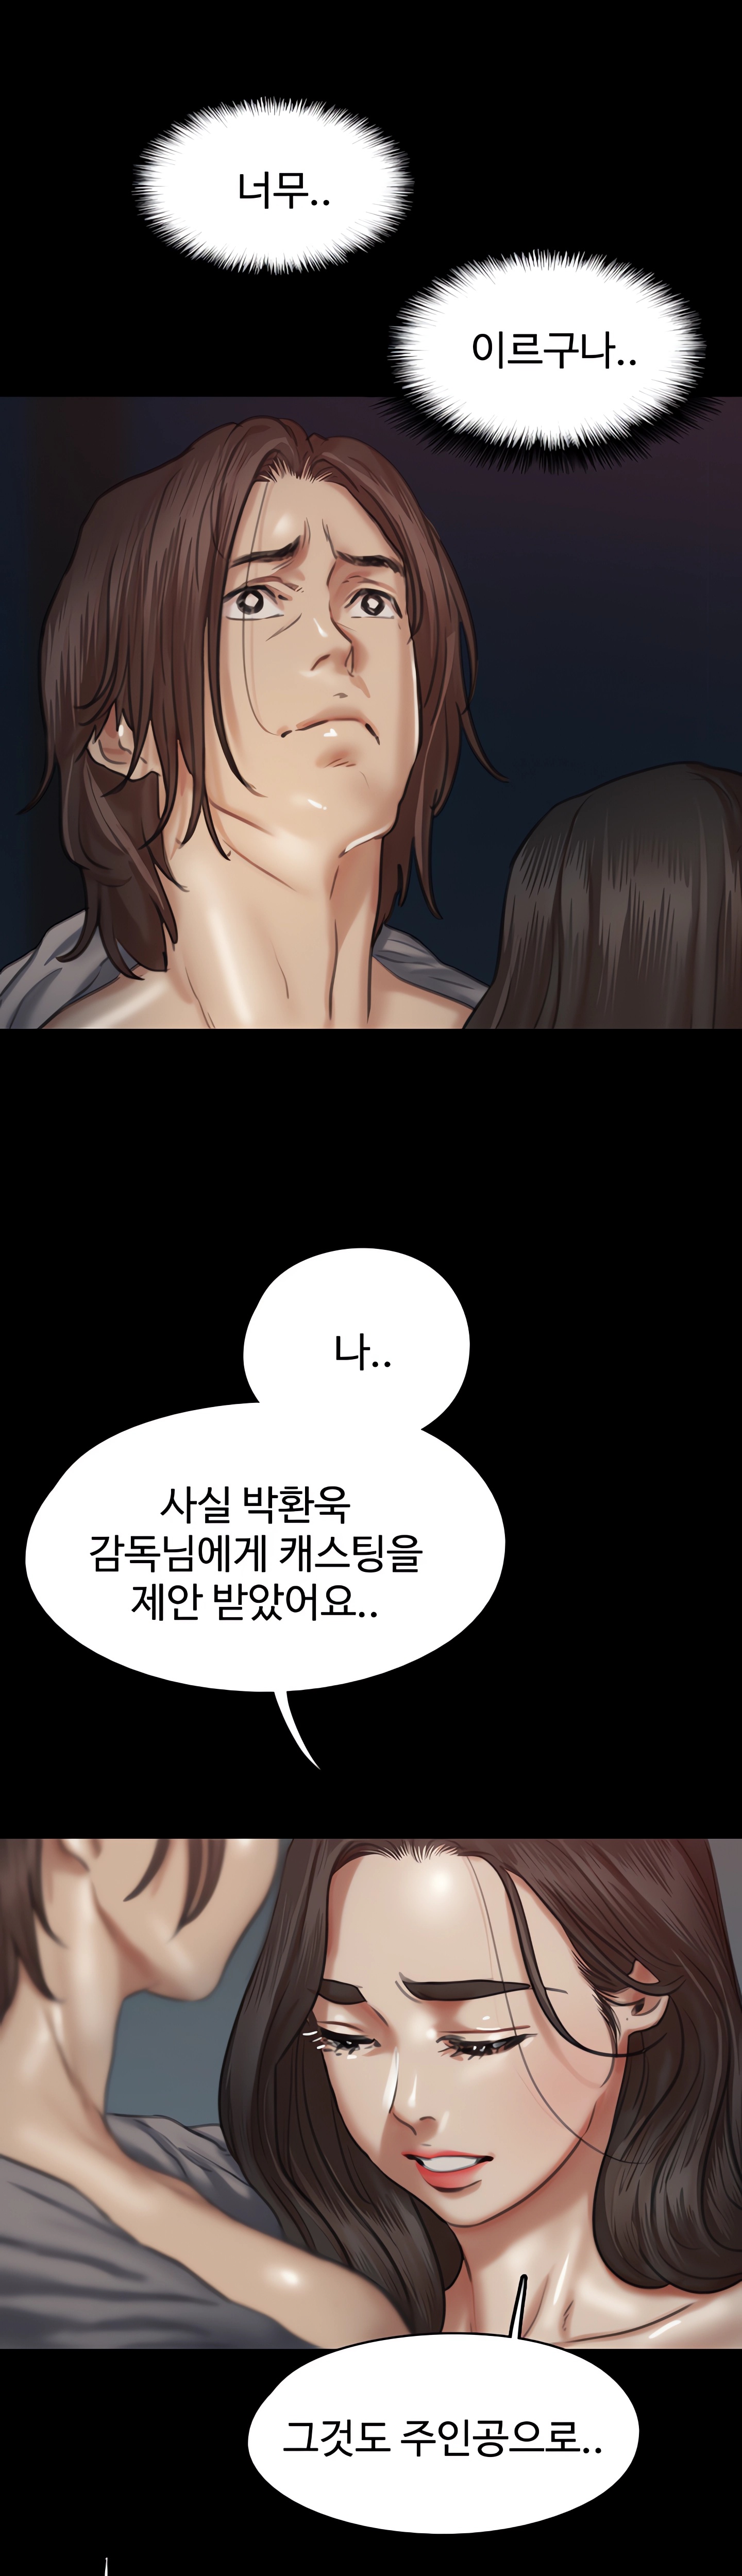 너무..
이르구나..
나..
사실 박환욱
감독님에게 캐스팅을
제안 받았어요..
그것도 주인공으로..